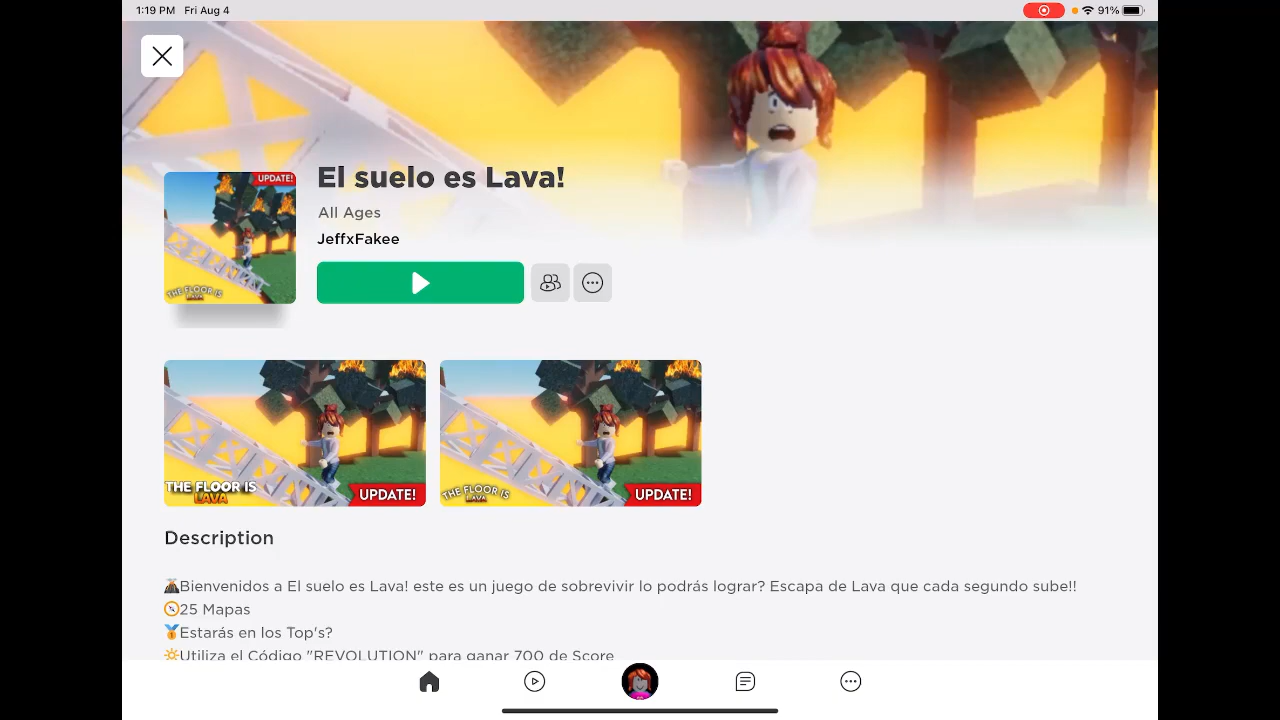 1:19 PM Fri Aug 4
91%
UPDATE!
THE FLOOR IS
LAVA
El suelo es Lava!
All Ages
JeffxFakee
THE FLOOR IS
LAVA
UPDATE!
THE FLOOR IS
LAVA
UPDATE!
Description
Bienvenidos a El suelo es Lava! este es un juego de sobrevivir lo podrás lograr? Escapa de Lava que cada segundo sube!!
25 Mapas
Estarás en los Top's?
Utiliza el Código "REVOLUTION" para ganar 700 de Score